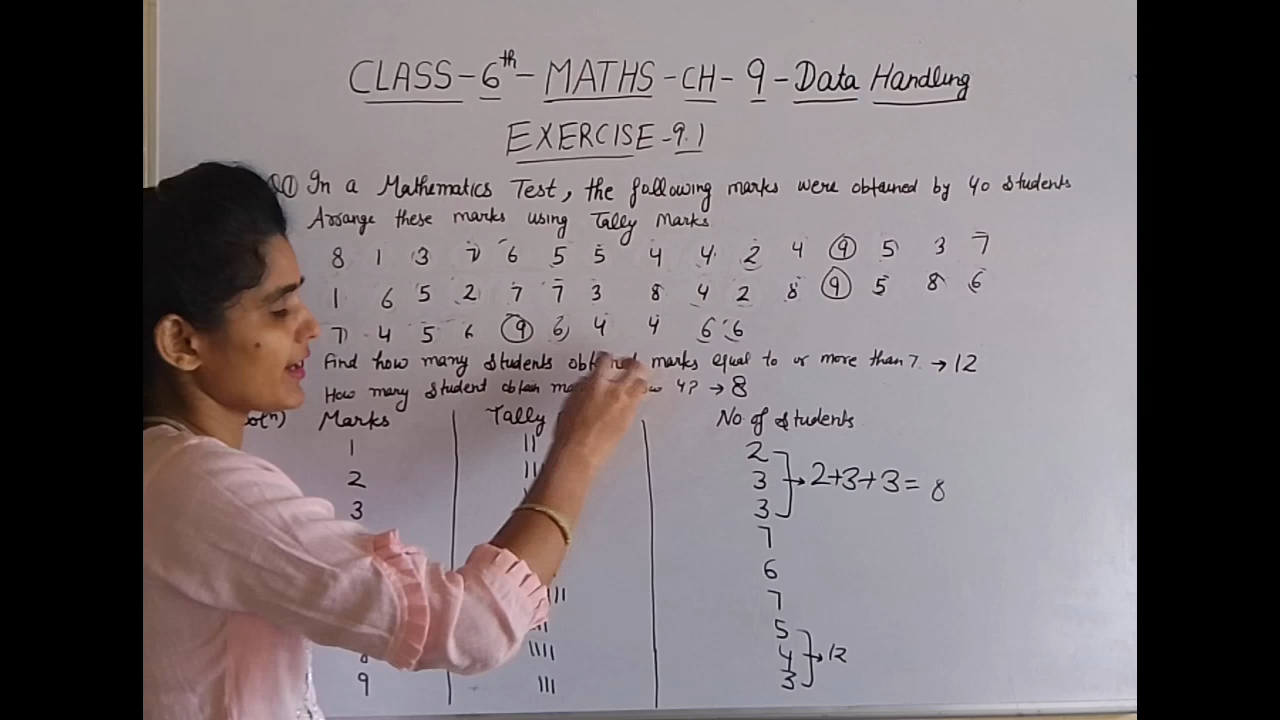 CLASS-6th-MATHS-CH-9-Data Handling
EXERCISE-9.1
Q1 In a Mathematics Test, the following marks were obtained by 40 Students
Arrange these marks using Tally Marks
8 1 3 7 6 5 5 4 4 2 4 9 5 3 7
1 6 5 2 7 7 3 8 4 2 8 9 5 8 6
7 4 5 6 9 6 4 4 6 6
Find how many students marks equal to or more than 7. → 12
How many student obtain 4? → 8
Marks Tally No. of Students
1 || 2
2 3
3 3
2+3+3=8
7
6
7
5
4
9 ||| 3
→12